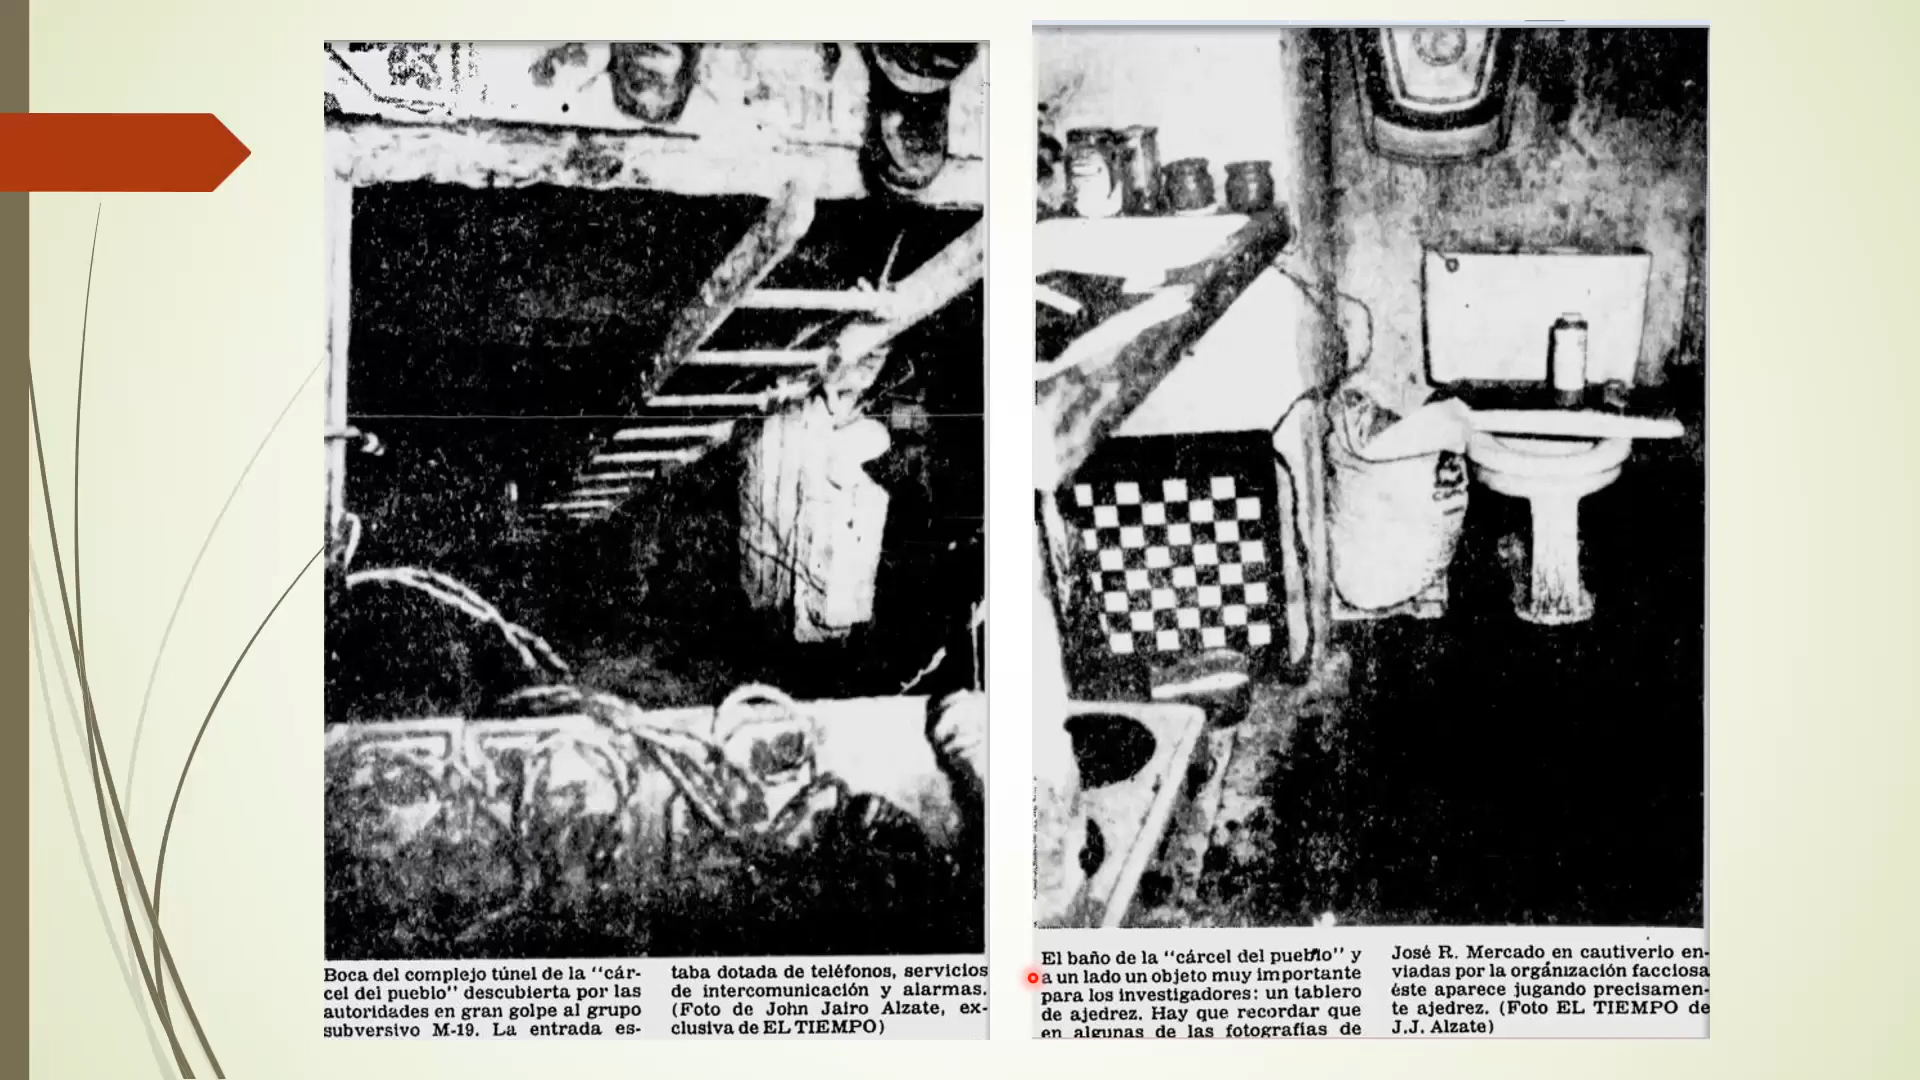 Boca del complejo túnel de la "cár-
cel del pueblo" descubierta por las
autoridades en gran golpe al grupo
subversivo M-19. La entrada es-
taba dotada de teléfonos, servicios
de intercomunicación y alarmas.
(Foto de John Jairo Alzate, ex-
clusiva de EL TIEMPO)
El baño de la "cárcel del pueblo" y
a un lado un objeto muy importante
para los investigadores: un tablero
de ajedrez. Hay que recordar que
en algunas de las fotografías de
José R. Mercado en cautiverio en-
viadas por la organización facciosa
éste aparece jugando precisamen-
te ajedrez. (Foto EL TIEMPO de
J.J. Alzate)